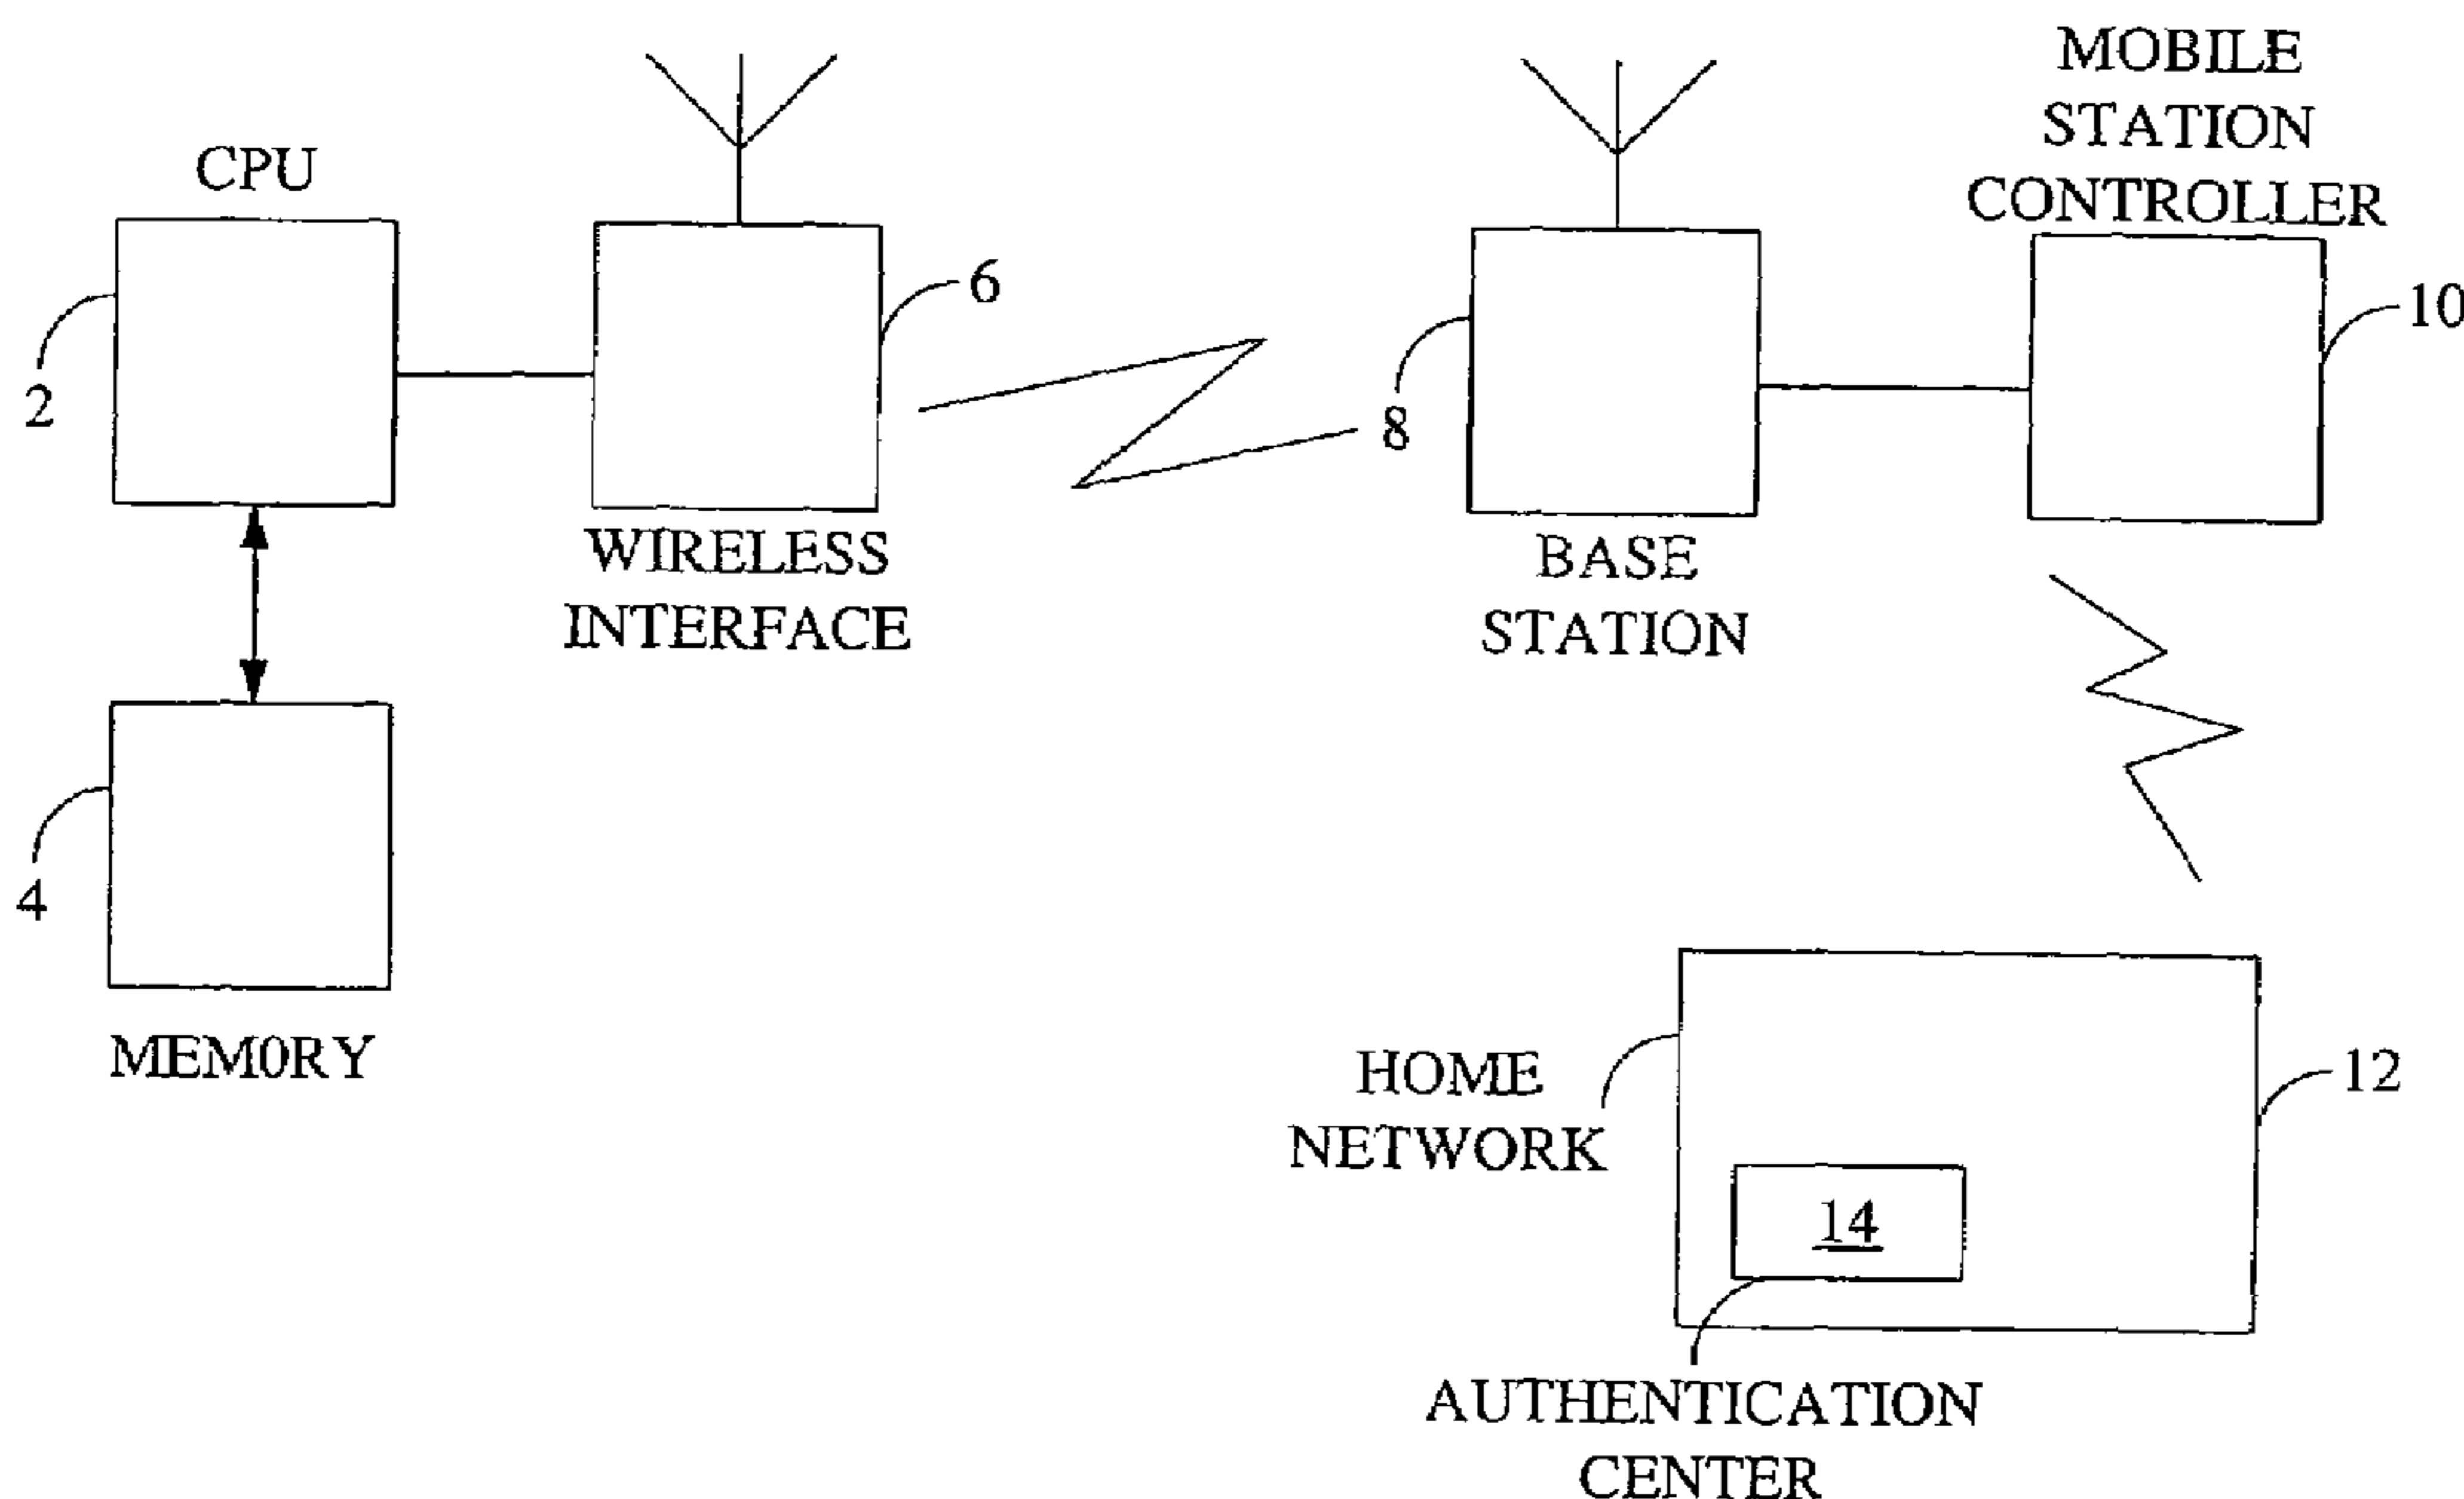 MOBILE
STATION
CONTROLLER
CPU
6
10
2
8
WIRELESS
INTERFACE
BASE
STATION
4
MEMORY
HOME
NETWORK
12
14
AUTHENTICATION
CENTER